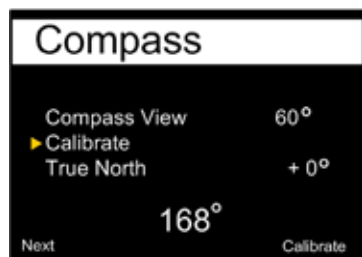 Compass
Compass View 60°
Calibrate
True North + 0°
168°
Next Calibrate